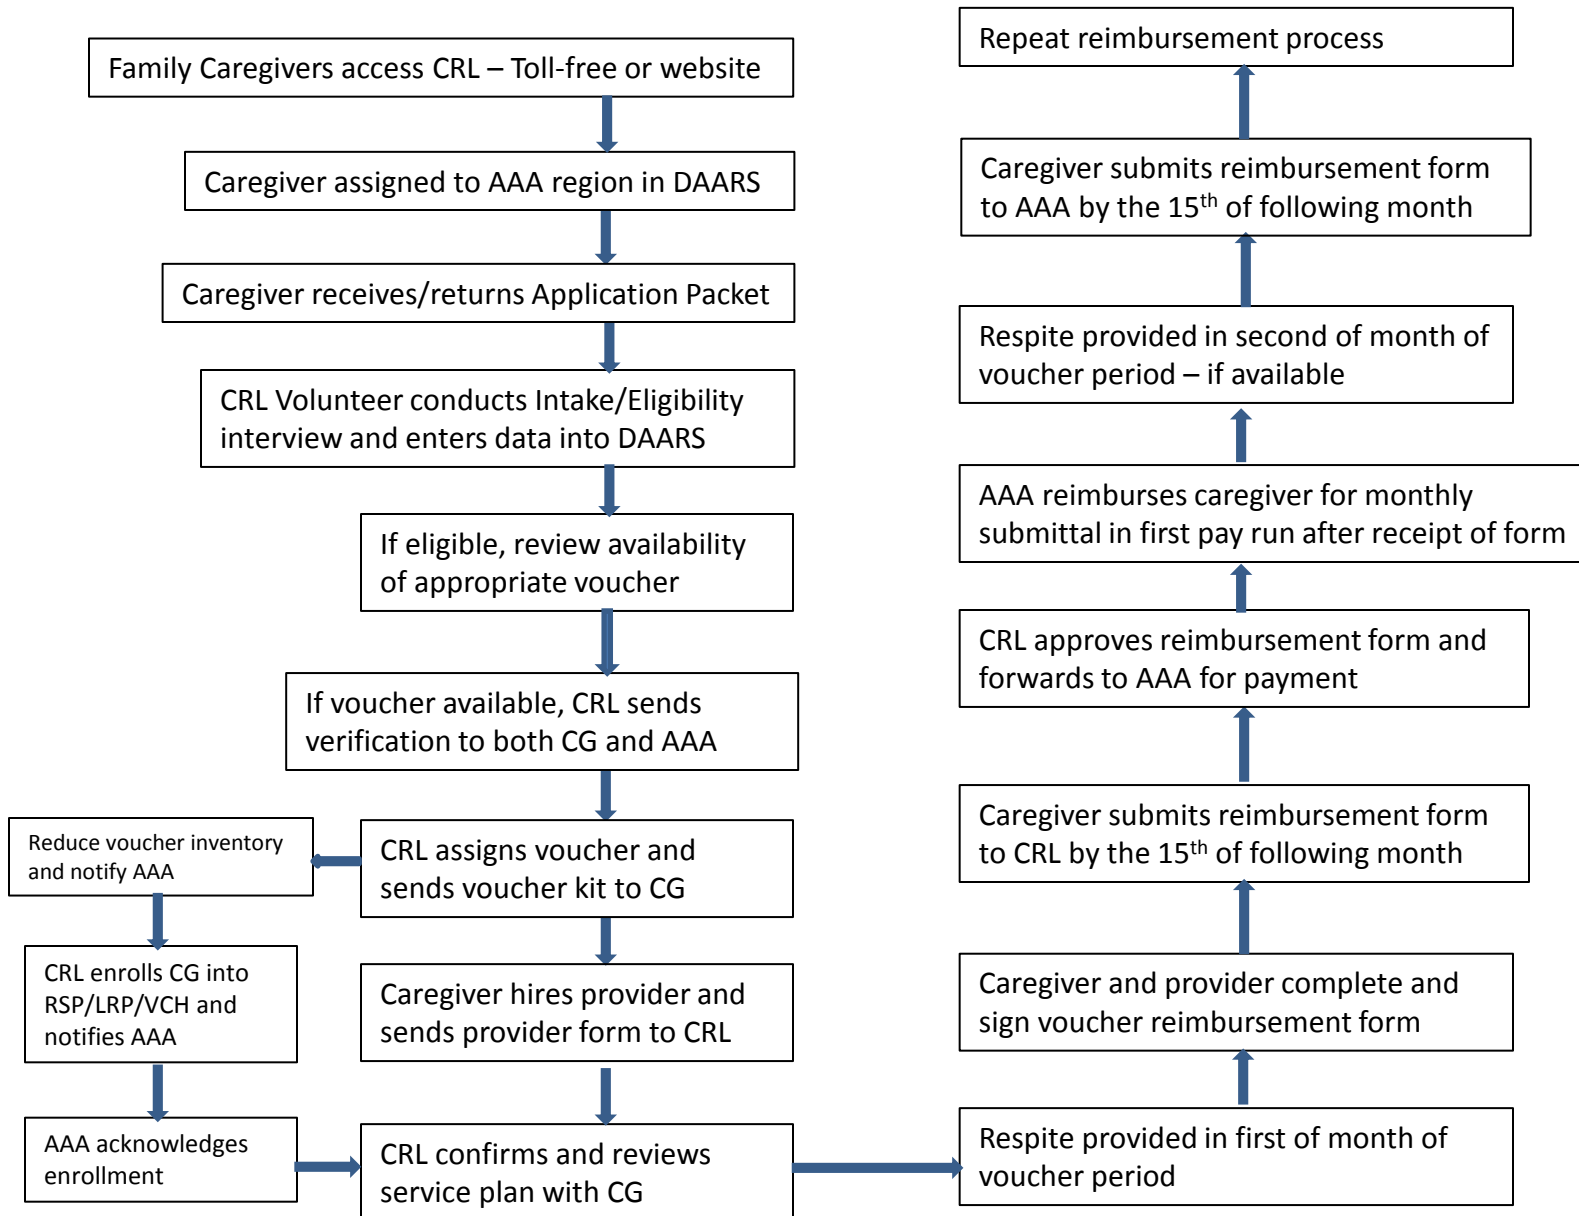 Family Caregivers access CRL – Toll-free or website
Caregiver assigned to AAA region in DAARS
Caregiver receives/returns Application Packet
CRL Volunteer conducts Intake/Eligibility
interview and enters data into DAARS
If eligible, review availability
of appropriate voucher
If voucher available, CRL sends
verification to both CG and AAA
CRL assigns voucher and
sends voucher kit to CG
Reduce voucher inventory
and notify AAA
CRL enrolls CG into
RSP/LRP/VCH and
notifies AAA
AAA acknowledges
enrollment
Caregiver hires provider and
sends provider form to CRL
CRL confirms and reviews
service plan with CG
Respite provided in first of month of
voucher period
Caregiver and provider complete and
sign voucher reimbursement form
Caregiver submits reimbursement form
to CRL by the 15th of following month
CRL approves reimbursement form and
forwards to AAA for payment
AAA reimburses caregiver for monthly
submittal in first pay run after receipt of form
Respite provided in second of month of
voucher period – if available
Caregiver submits reimbursement form
to AAA by the 15th of following month
Repeat reimbursement process